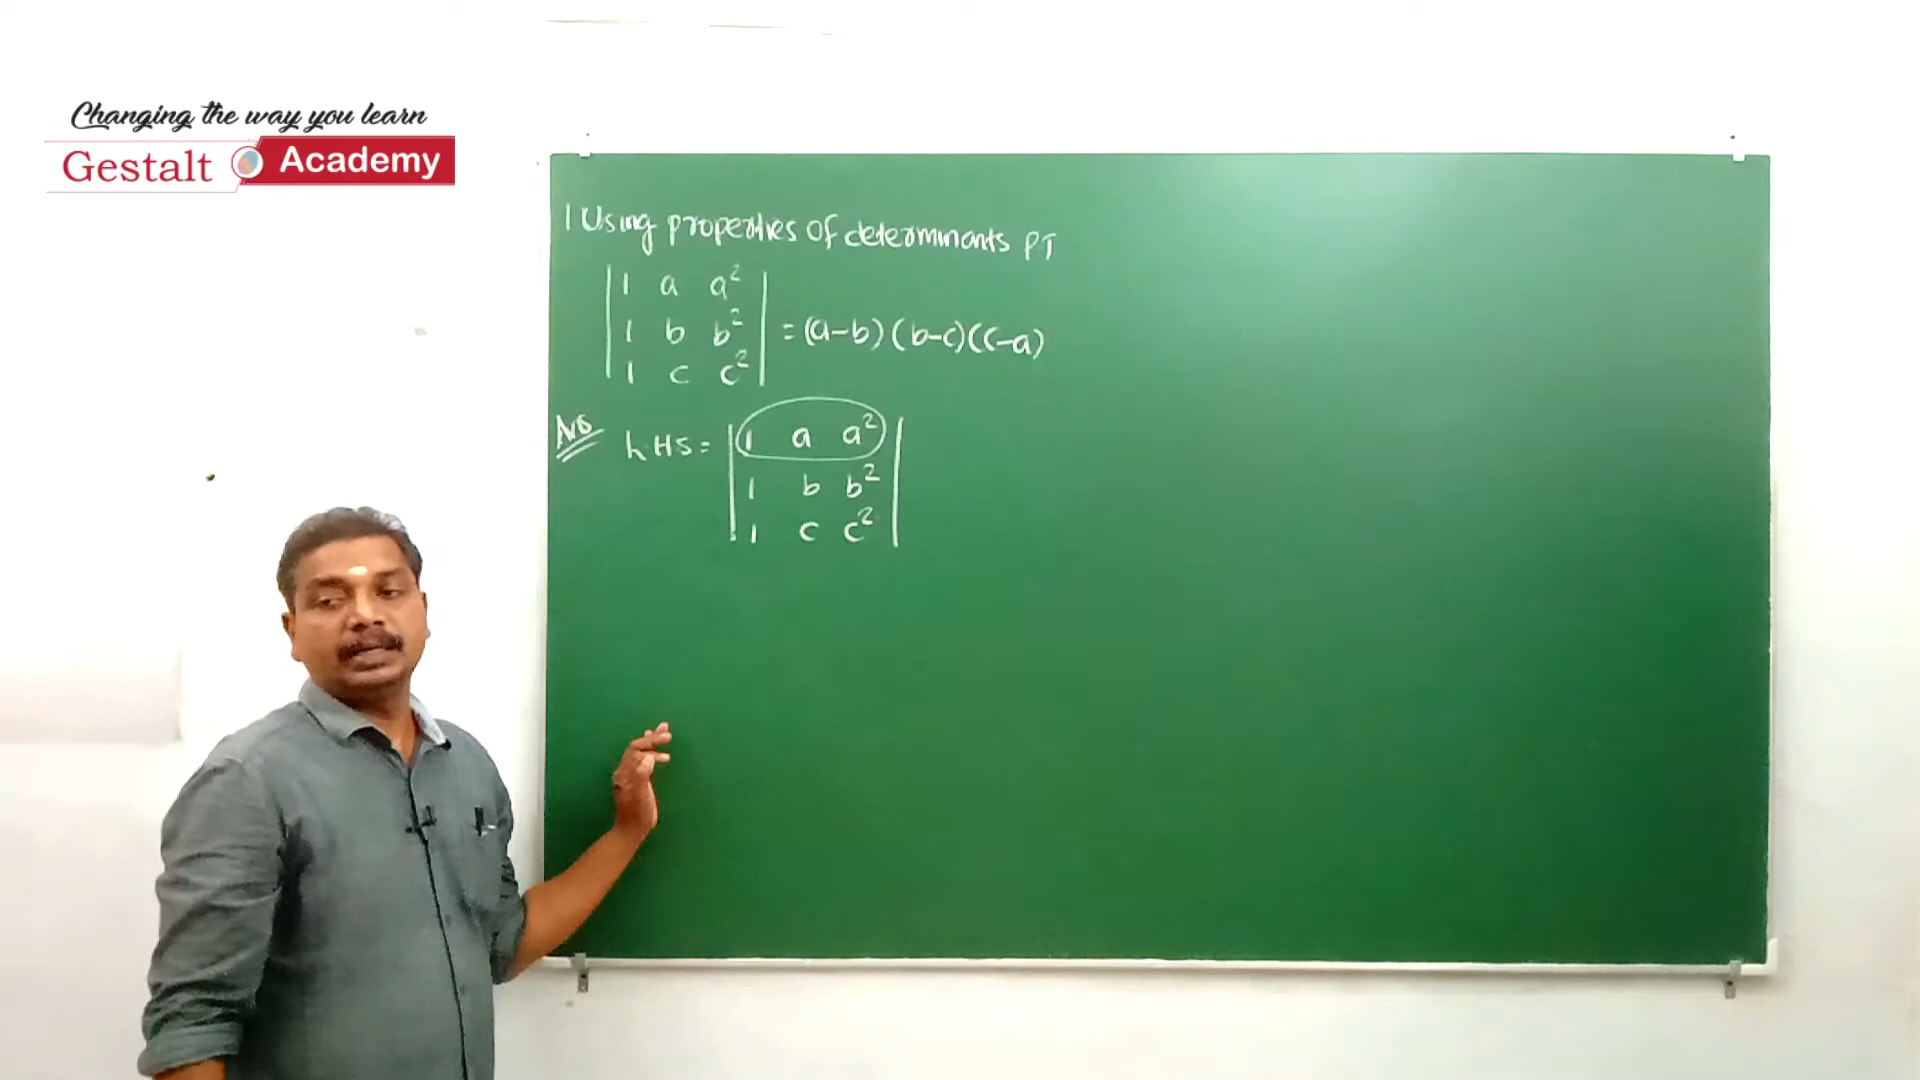 Changing the way you learn
Gestalt Academy
1 Using properties of determinants PT
| 1 a a² |
| 1 b b² | = (a-b) (b-c) (c-a)
| 1 c c² |
Ans LHS = | 1 a a² |
| 1 b b² |
| 1 c c² |